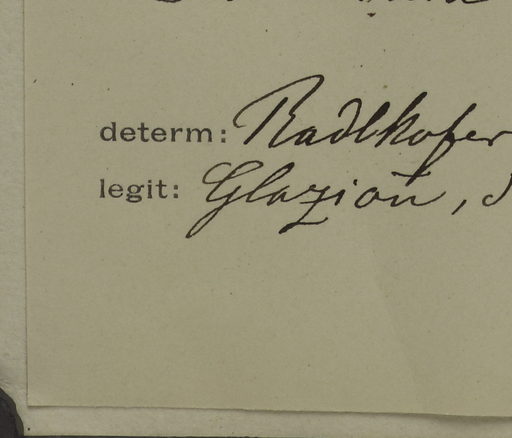 determ: Radlkofer
legit: Glaziou,